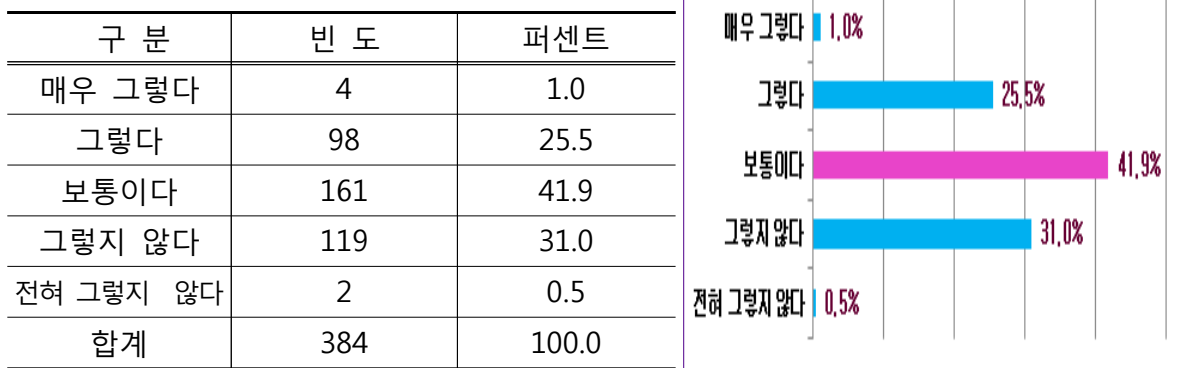 구 분 빈 도 퍼센트
매우 그렇다 4 1.0
그렇다 98 25.5
보통이다 161 41.9
그렇지 않다 119 31.0
전혀 그렇지 않다 2 0.5
합계 384 100.0
매우 그렇다 1.0%
그렇다 25.5%
보통이다 41.9%
그렇지 않다 31.0%
전혀 그렇지 않다 0.5%